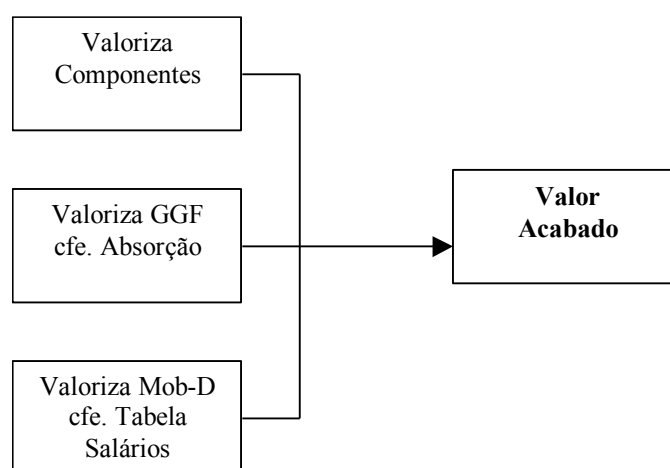 Valoriza
Componentes
Valoriza GGF
cfe. Absorção
Valor
Acabado
Valoriza Mob-D
cfe. Tabela
Salários